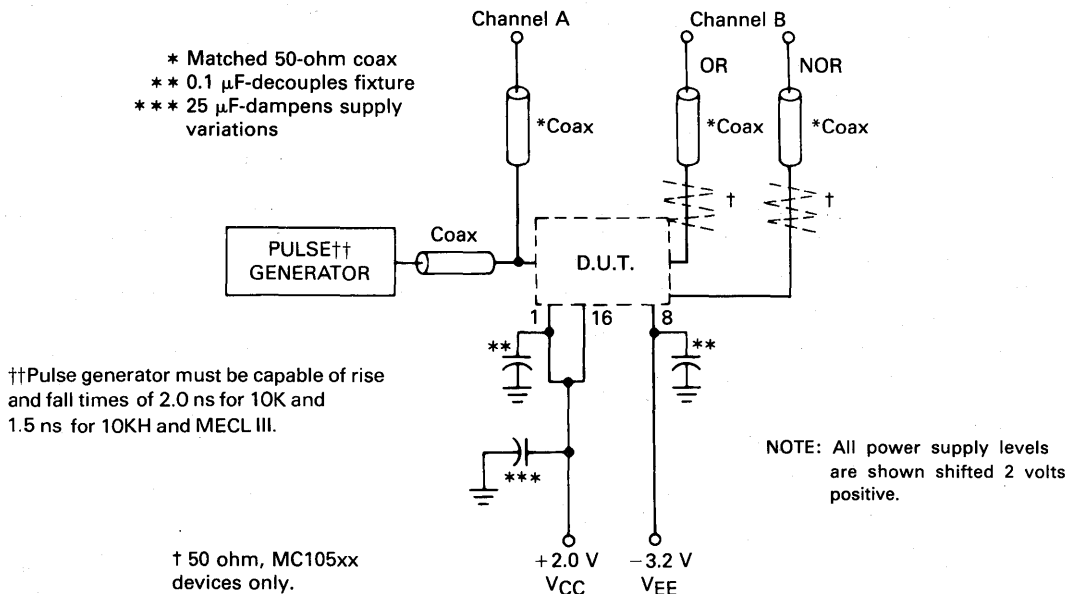 Channel A
Channel B
* Matched 50-ohm coax
** 0.1 μF-decouples fixture
*** 25 μF-dampens supply
variations
OR
NOR
*Coax
*Coax
*Coax
†
†
PULSE††
GENERATOR
Coax
D.U.T.
1
16
8
**
**
††Pulse generator must be capable of rise
and fall times of 2.0 ns for 10K and
1.5 ns for 10KH and MECL III.
***
NOTE: All power supply levels
are shown shifted 2 volts
positive.
† 50 ohm, MC105xx
devices only.
+2.0 V
VCC
−3.2 V
VEE